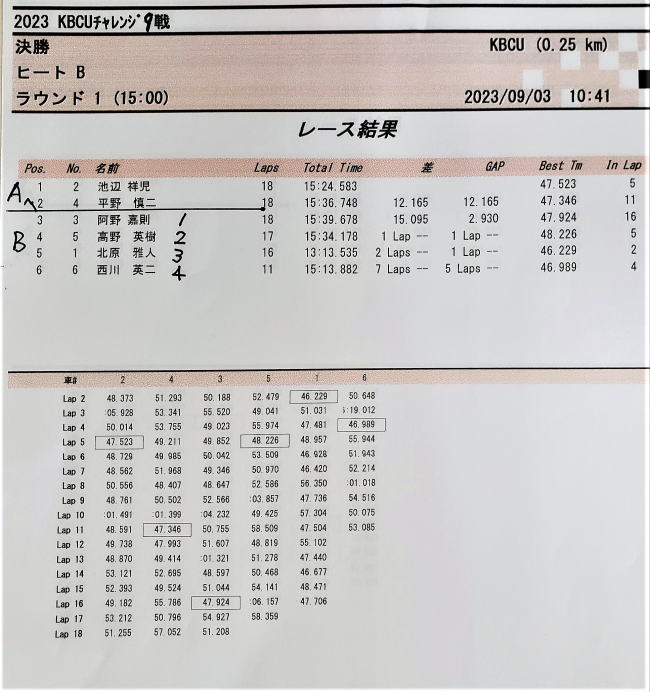 2023 KBCUチャレンジ 9戦
決勝 KBCU (0.25 km)
ヒート B
ラウンド 1 (15:00) 2023/09/03 10:41
レース結果
Pos. No. 名前 Laps Total Time 差 GAP Best Tm In Lap
A 1 2 池辺 祥児 18 15:24.583 47.523 5
2 4 平野 慎二 18 15:36.748 12.165 12.165 47.346 11
3 3 阿野 嘉則 1 18 15:39.678 15.095 2.930 47.924 16
B 4 5 高野 英樹 2 17 15:34.178 1 Lap -- 1 Lap -- 48.226 5
5 1 北原 雅人 3 16 13:13.535 2 Laps -- 1 Lap -- 46.229 2
6 6 西川 英二 4 11 15:13.882 7 Laps -- 5 Laps -- 46.989 4
車# 2 4 3 5 1 6
Lap 2 48.373 51.293 50.188 52.479 46.229 50.648
Lap 3 :05.928 53.341 55.520 49.041 51.031 :19.012
Lap 4 50.014 53.755 49.023 55.974 47.481 46.989
Lap 5 47.523 49.211 49.852 48.226 48.957 55.944
Lap 6 48.729 49.985 50.042 53.509 46.928 51.943
Lap 7 48.562 51.968 49.346 50.970 46.420 52.214
Lap 8 50.556 48.407 48.647 52.586 56.350 :01.018
Lap 9 48.761 50.502 52.566 :03.857 47.736 54.516
Lap 10 :01.491 :01.399 :04.232 49.425 57.304 50.075
Lap 11 48.591 47.346 50.755 58.509 47.504 53.085
Lap 12 49.738 47.993 51.607 48.819 55.102
Lap 13 48.870 49.414 :01.321 51.278 47.440
Lap 14 53.121 52.695 48.597 50.468 46.677
Lap 15 52.393 49.524 51.044 54.141 48.471
Lap 16 49.182 55.786 47.924 :06.157 47.706
Lap 17 53.212 50.796 54.927 58.359
Lap 18 51.255 57.052 51.208